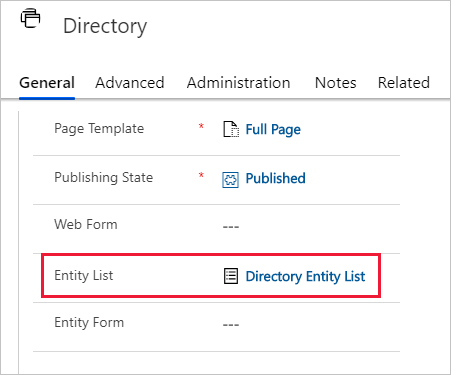 Directory
General Advanced Administration Notes Related
Page Template * Full Page
Publishing State * Published
Web Form ---
Entity List Directory Entity List
Entity Form ---